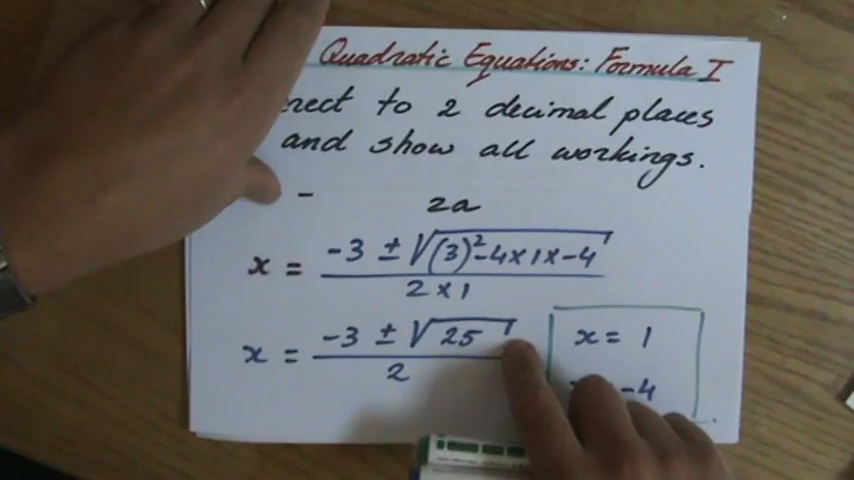 Quadratic Equations: Formula I
rect to 2 decimal places
and show all workings.
- 2a
x = -3 ± √(3)²-4×1×-4 / 2×1
x = -3 ± √25 / 2
x = 1
-4